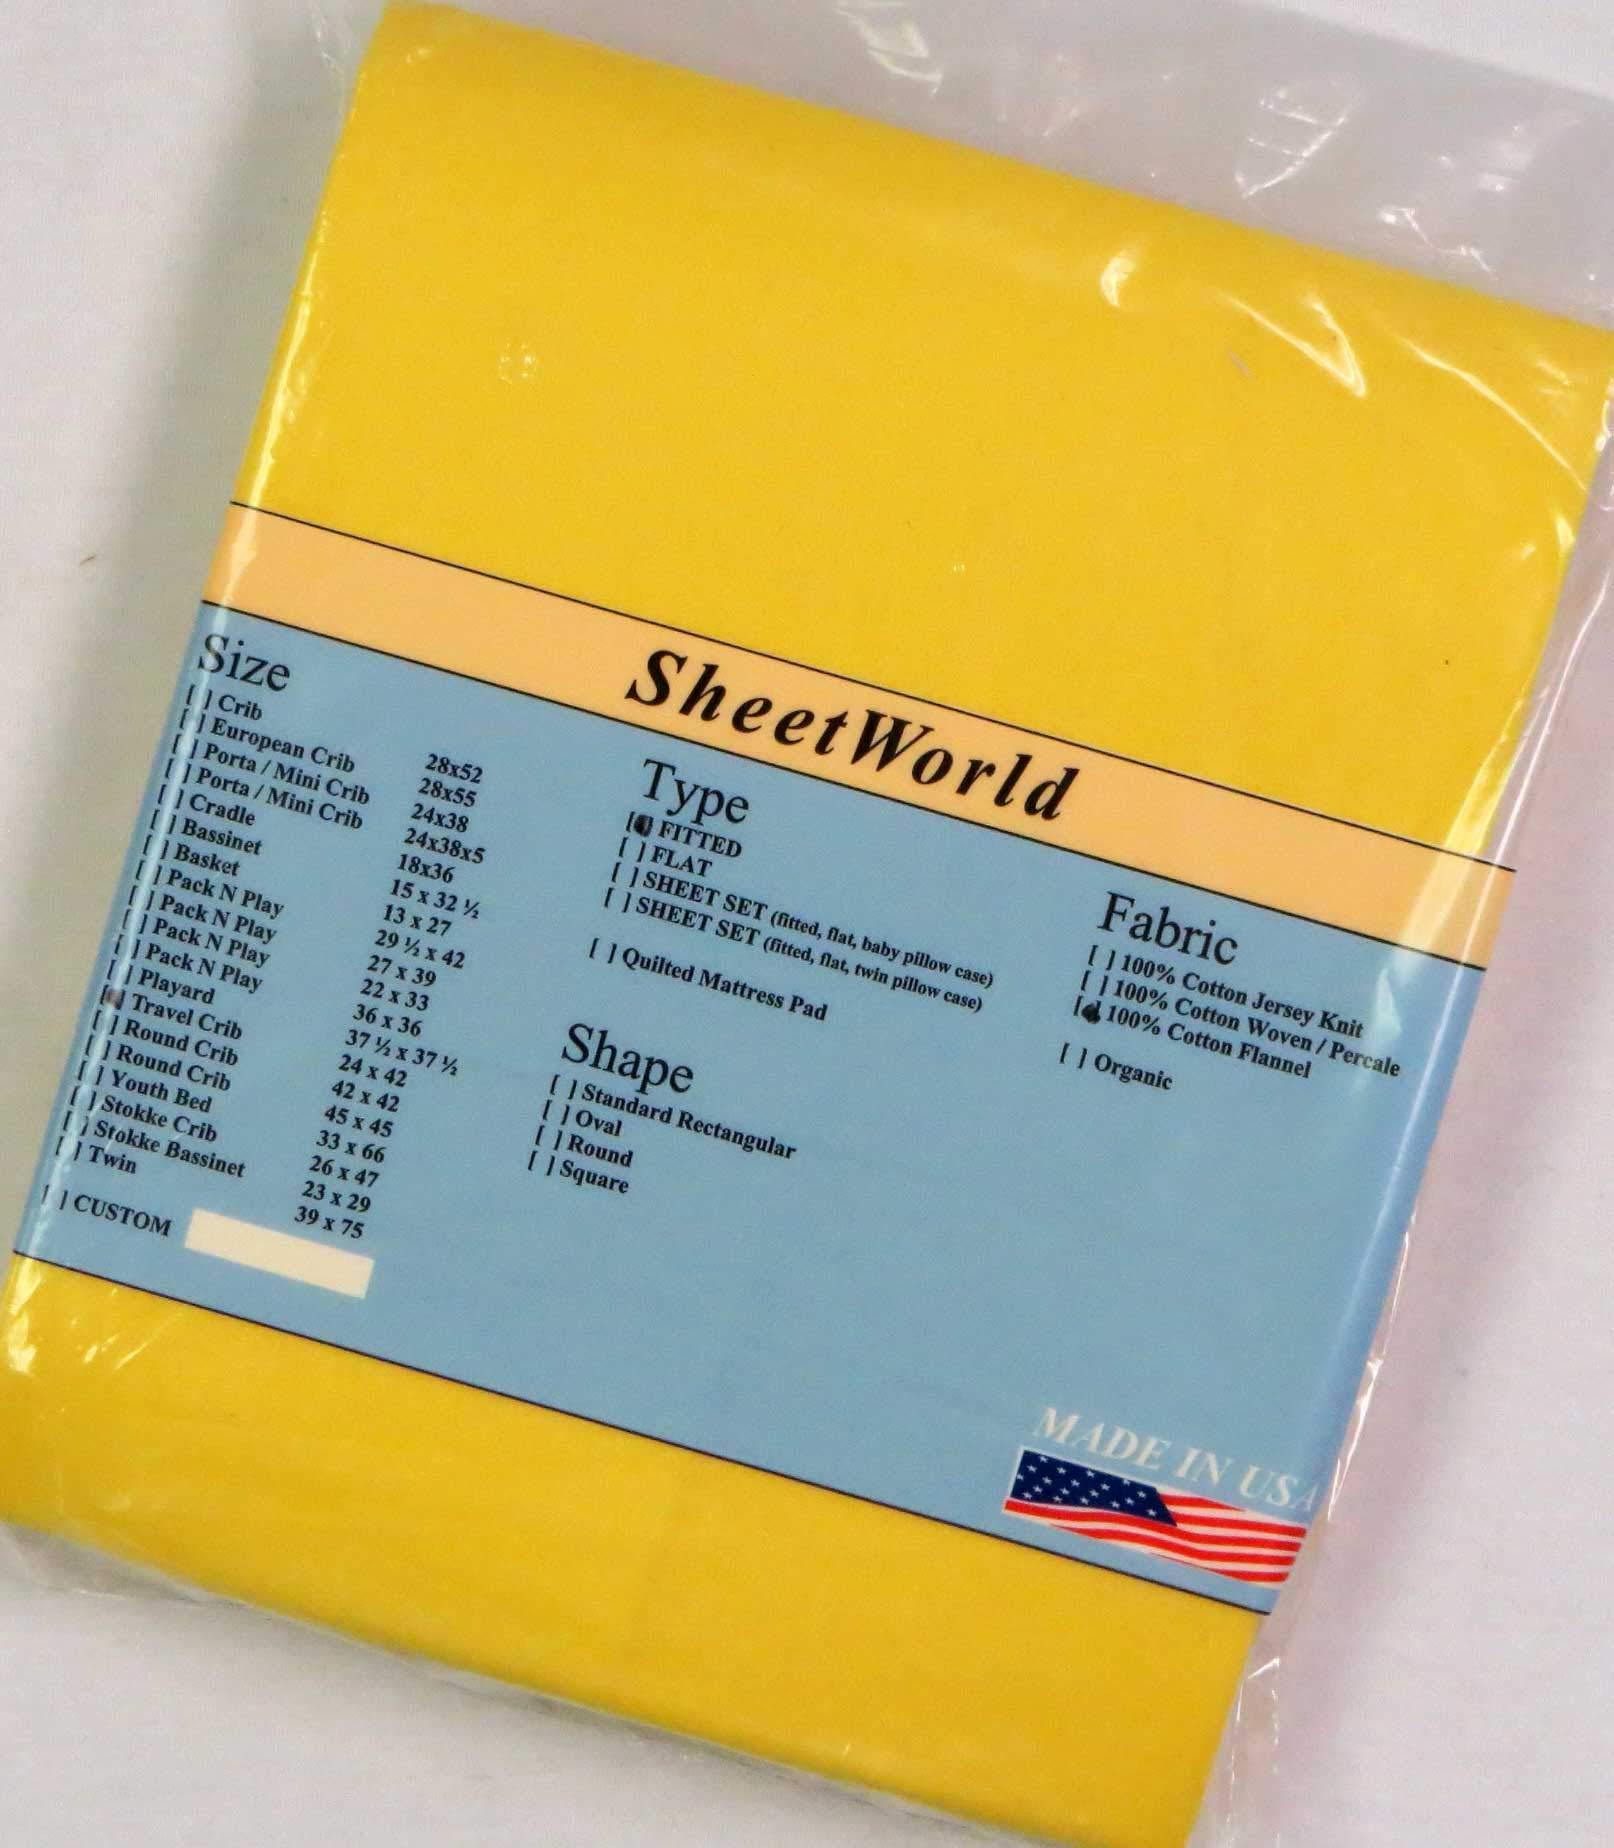 SheetWorld
Size
[ ] Crib 28x52
[ ] European Crib 28x55
[ ] Porta / Mini Crib 24x38
[ ] Porta / Mini Crib 24x38x5
[ ] Cradle 18x36
[ ] Bassinet 15 x 32 ½
[ ] Basket 13 x 27
[ ] Pack N Play 29 ½ x 42
[ ] Pack N Play 27 x 39
[ ] Pack N Play 22 x 33
[ ] Pack N Play 36 x 36
[ ] Playard 37 ½ x 37 ½
[●] Travel Crib 24 x 42
[ ] Round Crib 42 x 42
[ ] Round Crib 45 x 45
[ ] Youth Bed 33 x 66
[ ] Stokke Crib 26 x 47
[ ] Stokke Bassinet 23 x 29
[ ] Twin 39 x 75
[ ] CUSTOM
Type
[●] FITTED
[ ] FLAT
[ ] SHEET SET (fitted, flat, baby pillow case)
[ ] SHEET SET (fitted, flat, twin pillow case)
[ ] Quilted Mattress Pad
Shape
[ ] Standard Rectangular
[ ] Oval
[ ] Round
[ ] Square
Fabric
[ ] 100% Cotton Jersey Knit
[ ] 100% Cotton Woven / Percale
[●] 100% Cotton Flannel
[ ] Organic
MADE IN USA